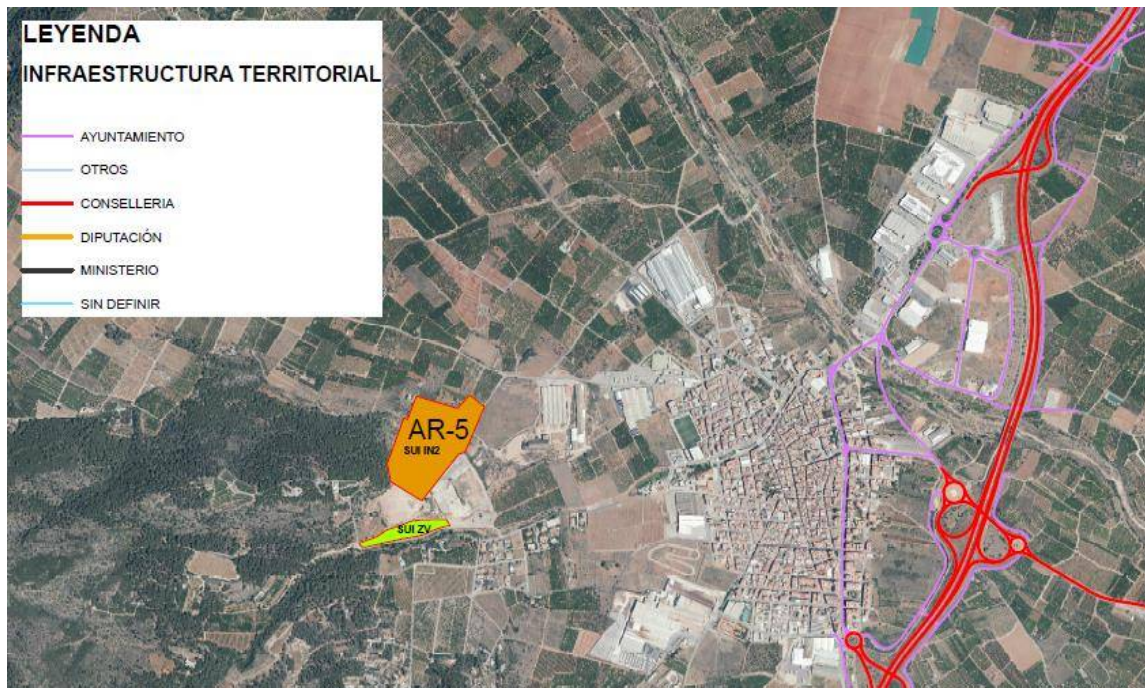 LEYENDA
INFRAESTRUCTURA TERRITORIAL
AYUNTAMIENTO
OTROS
CONSELLERIA
DIPUTACIÓN
MINISTERIO
SIN DEFINIR
AR-5
SUI IN2
SUI ZV